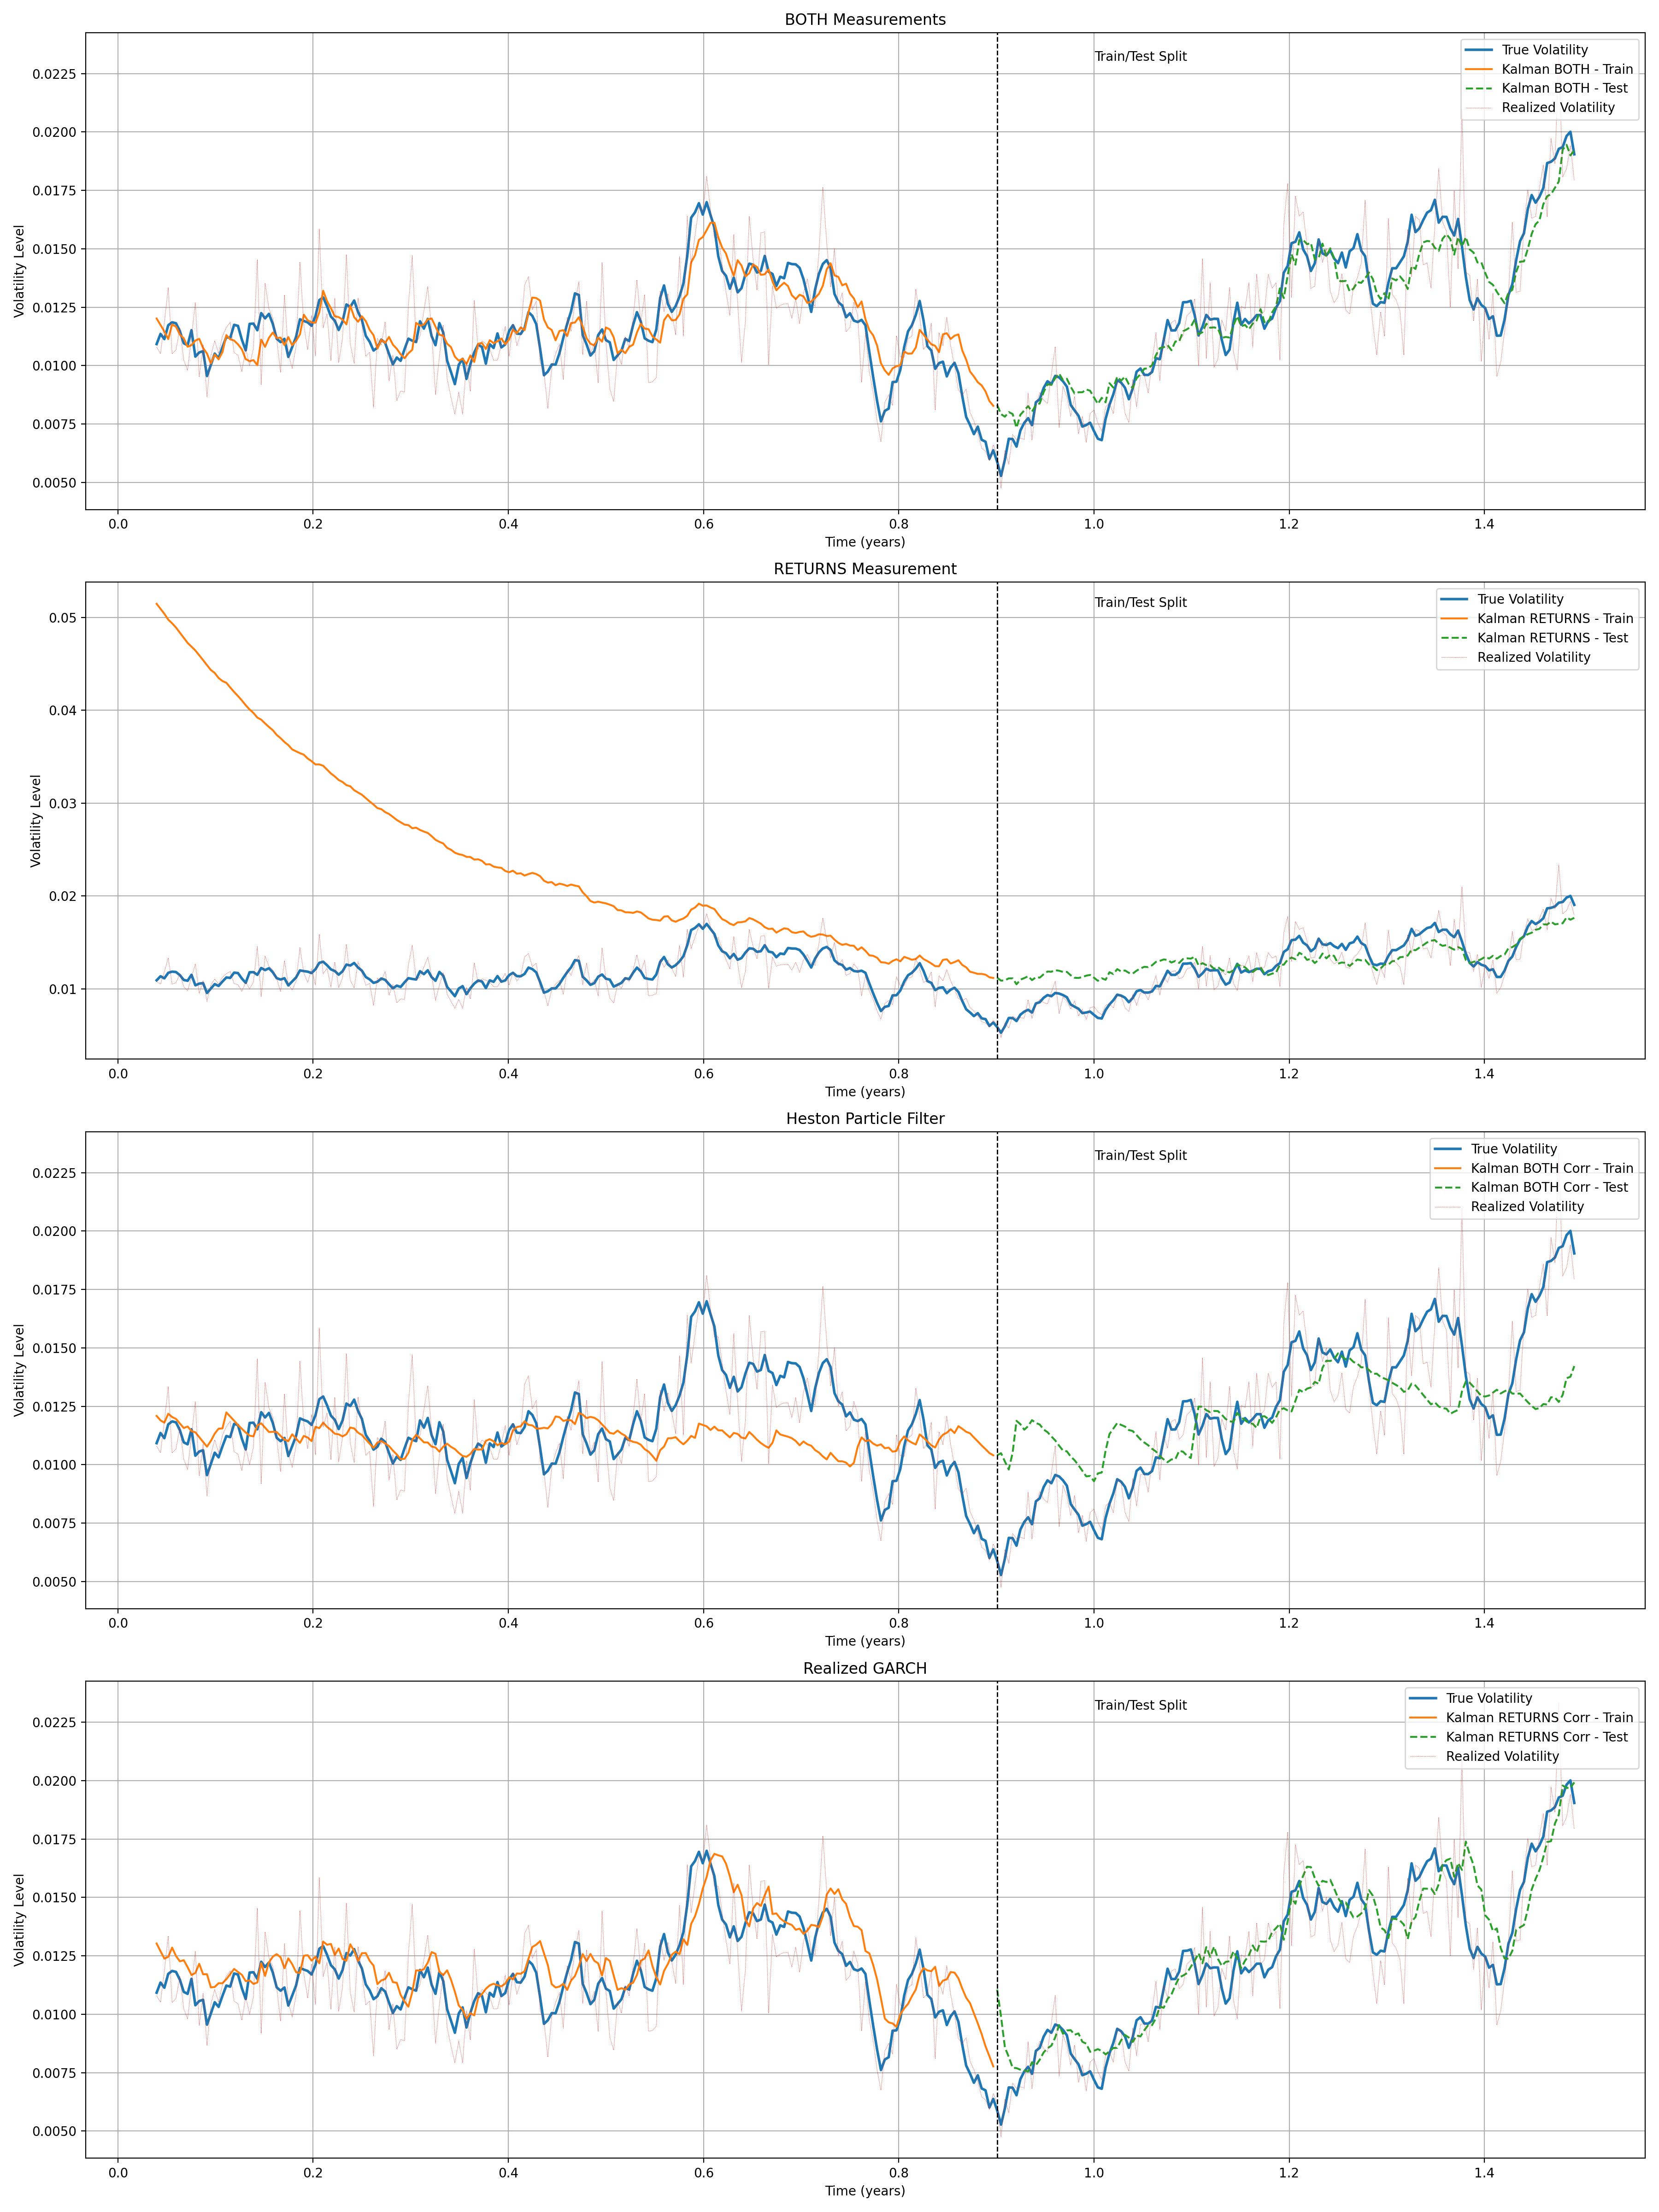 BOTH Measurements
Train/Test Split
True Volatility
Kalman BOTH - Train
Kalman BOTH - Test
Realized Volatility
Volatility Level
0.0225
0.0200
0.0175
0.0150
0.0125
0.0100
0.0075
0.0050
0.0 0.2 0.4 0.6 0.8 1.0 1.2 1.4
Time (years)
RETURNS Measurement
Train/Test Split
True Volatility
Kalman RETURNS - Train
Kalman RETURNS - Test
Realized Volatility
Volatility Level
0.05
0.04
0.03
0.02
0.01
0.0 0.2 0.4 0.6 0.8 1.0 1.2 1.4
Time (years)
Heston Particle Filter
Train/Test Split
True Volatility
Kalman BOTH Corr - Train
Kalman BOTH Corr - Test
Realized Volatility
Volatility Level
0.0225
0.0200
0.0175
0.0150
0.0125
0.0100
0.0075
0.0050
0.0 0.2 0.4 0.6 0.8 1.0 1.2 1.4
Time (years)
Realized GARCH
Train/Test Split
True Volatility
Kalman RETURNS Corr - Train
Kalman RETURNS Corr - Test
Realized Volatility
Volatility Level
0.0225
0.0200
0.0175
0.0150
0.0125
0.0100
0.0075
0.0050
0.0 0.2 0.4 0.6 0.8 1.0 1.2 1.4
Time (years)